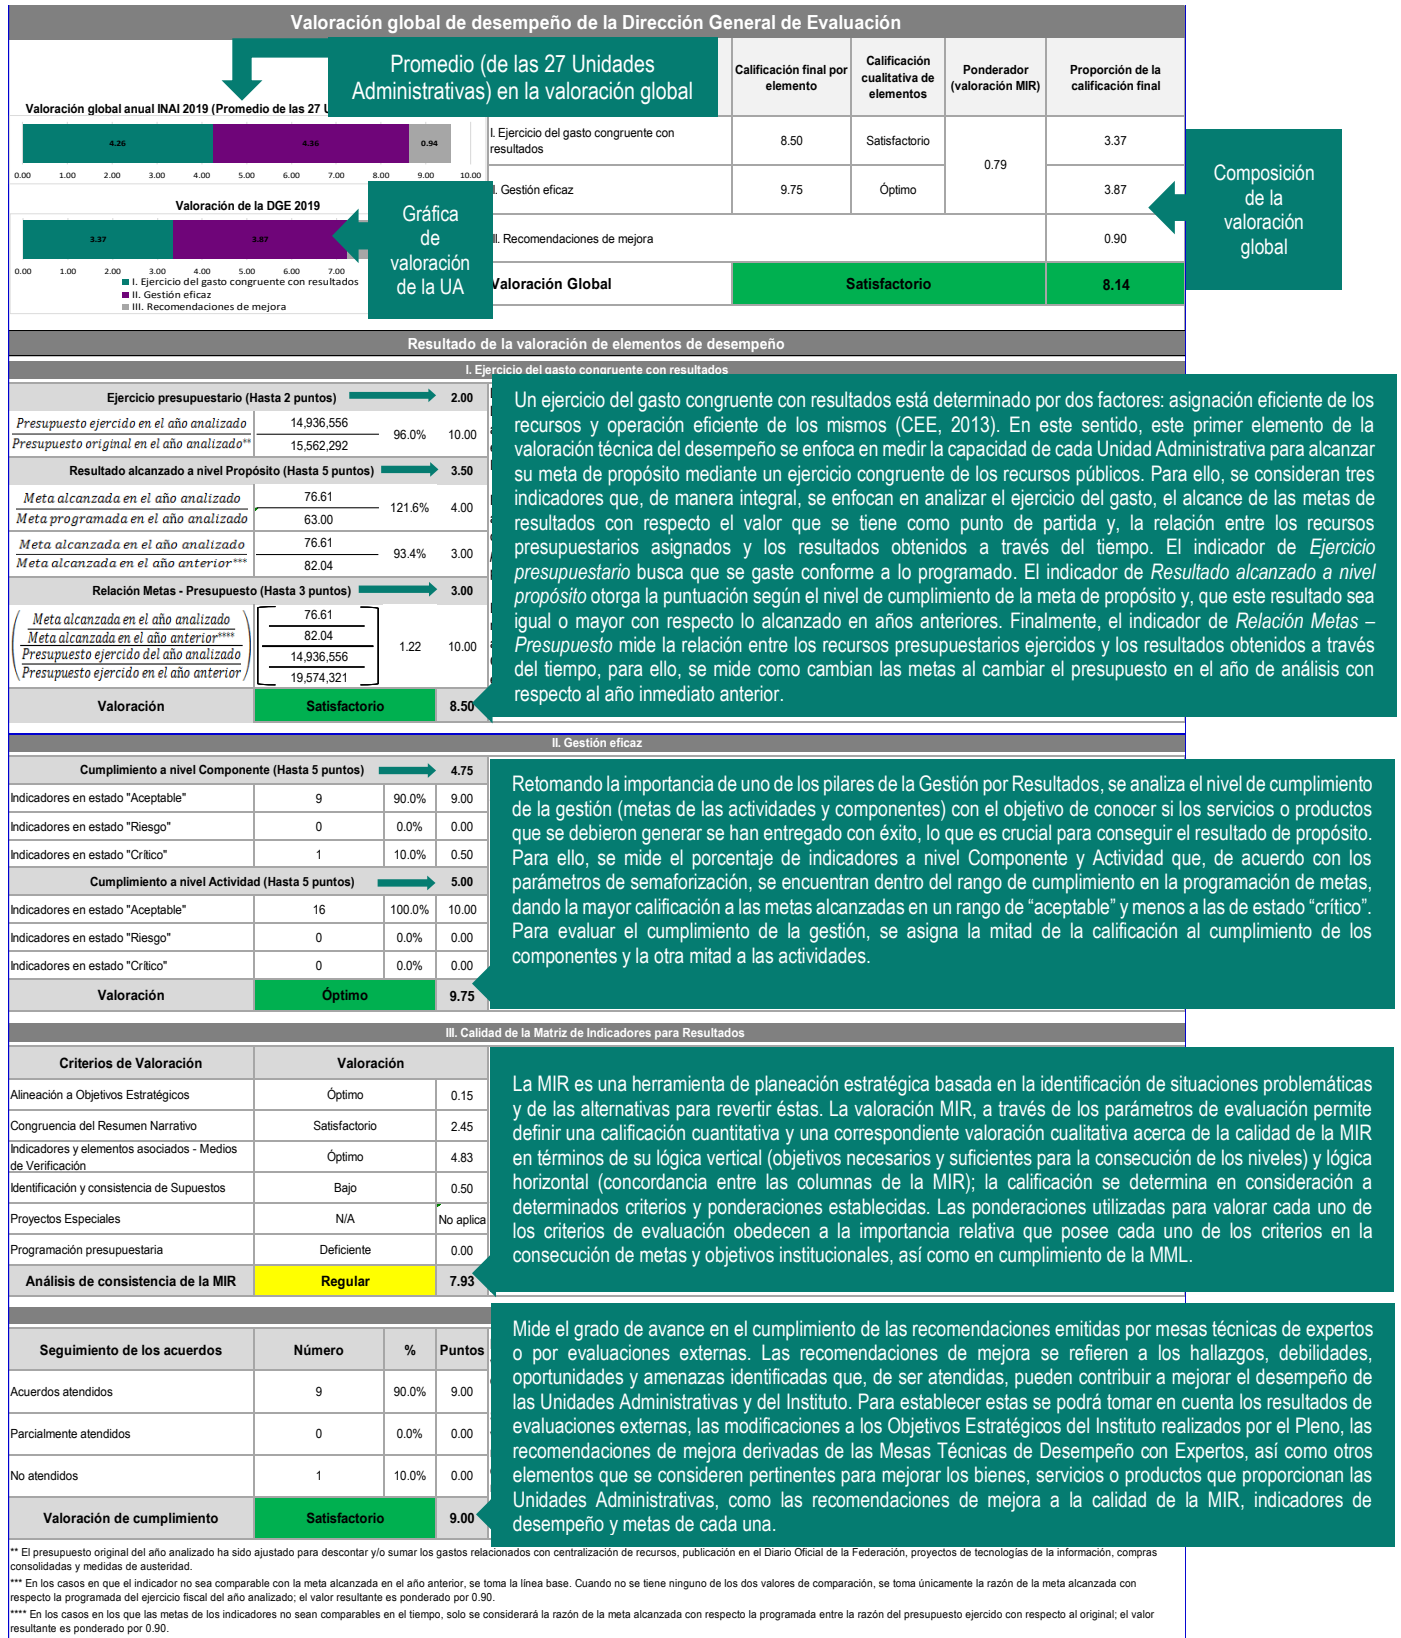 Valoración global de desempeño de la Dirección General de Evaluación
Promedio (de las 27 Unidades
Administrativas) en la valoración global
Valoración global anual INAI 2019 (Promedio de las 27 U
4.26 4.36 0.94
0.00 1.00 2.00 3.00 4.00 5.00 6.00 7.00 8.00 9.00 10.00
Valoración de la DGE 2019
3.37 3.87
0.00 1.00 2.00 3.00 4.00 5.00 6.00 7.00
I. Ejercicio del gasto congruente con resultados
II. Gestión eficaz
III. Recomendaciones de mejora
Gráfica
de
valoración
de la UA
Calificación final por elemento
Calificación cualitativa de elementos
Ponderador (valoración MIR)
Proporción de la calificación final
I. Ejercicio del gasto congruente con
resultados
8.50 Satisfactorio 0.79 3.37
I. Gestión eficaz 9.75 Óptimo 3.87
II. Recomendaciones de mejora 0.90
Valoración Global Satisfactorio 8.14
Composición
de la
valoración
global
Resultado de la valoración de elementos de desempeño
I. Ejercicio del gasto congruente con resultados
Ejercicio presupuestario (Hasta 2 puntos) 2.00
Presupuesto ejercido en el año analizado 14,936,556
Presupuesto original en el año analizado** 15,562,292
96.0% 10.00
Resultado alcanzado a nivel Propósito (Hasta 5 puntos) 3.50
Meta alcanzada en el año analizado 76.61
Meta programada en el año analizado 63.00
121.6% 4.00
Meta alcanzada en el año analizado 76.61
Meta alcanzada en el año anterior*** 82.04
93.4% 3.00
Relación Metas - Presupuesto (Hasta 3 puntos) 3.00
Meta alcanzada en el año analizado 76.61
Meta alcanzada en el año anterior**** 82.04
Presupuesto ejercido del año analizado 14,936,556
Presupuesto ejercido en el año anterior 19,574,321
1.22 10.00
Valoración Satisfactorio 8.50
Un ejercicio del gasto congruente con resultados está determinado por dos factores: asignación eficiente de los
recursos y operación eficiente de los mismos (CEE, 2013). En este sentido, este primer elemento de la
valoración técnica del desempeño se enfoca en medir la capacidad de cada Unidad Administrativa para alcanzar
su meta de propósito mediante un ejercicio congruente de los recursos públicos. Para ello, se consideran tres
indicadores que, de manera integral, se enfocan en analizar el ejercicio del gasto, el alcance de las metas de
resultados con respecto el valor que se tiene como punto de partida y, la relación entre los recursos
presupuestarios asignados y los resultados obtenidos a través del tiempo. El indicador de Ejercicio
presupuestario busca que se gaste conforme a lo programado. El indicador de Resultado alcanzado a nivel
propósito otorga la puntuación según el nivel de cumplimiento de la meta de propósito y, que este resultado sea
igual o mayor con respecto lo alcanzado en años anteriores. Finalmente, el indicador de Relación Metas –
Presupuesto mide la relación entre los recursos presupuestarios ejercidos y los resultados obtenidos a través
del tiempo, para ello, se mide como cambian las metas al cambiar el presupuesto en el año de análisis con
respecto al año inmediato anterior.
II. Gestión eficaz
Cumplimiento a nivel Componente (Hasta 5 puntos) 4.75
Indicadores en estado "Aceptable" 9 90.0% 9.00
Indicadores en estado "Riesgo" 0 0.0% 0.00
Indicadores en estado "Crítico" 1 10.0% 0.50
Cumplimiento a nivel Actividad (Hasta 5 puntos) 5.00
Indicadores en estado "Aceptable" 16 100.0% 10.00
Indicadores en estado "Riesgo" 0 0.0% 0.00
Indicadores en estado "Crítico" 0 0.0% 0.00
Valoración Óptimo 9.75
Retomando la importancia de uno de los pilares de la Gestión por Resultados, se analiza el nivel de cumplimiento
de la gestión (metas de las actividades y componentes) con el objetivo de conocer si los servicios o productos
que se debieron generar se han entregado con éxito, lo que es crucial para conseguir el resultado de propósito.
Para ello, se mide el porcentaje de indicadores a nivel Componente y Actividad que, de acuerdo con los
parámetros de semaforización, se encuentran dentro del rango de cumplimiento en la programación de metas,
dando la mayor calificación a las metas alcanzadas en un rango de “aceptable” y menos a las de estado “crítico”.
Para evaluar el cumplimiento de la gestión, se asigna la mitad de la calificación al cumplimiento de los
componentes y la otra mitad a las actividades.
III. Calidad de la Matriz de Indicadores para Resultados
Criterios de Valoración Valoración
Alineación a Objetivos Estratégicos Óptimo 0.15
Congruencia del Resumen Narrativo Satisfactorio 2.45
Indicadores y elementos asociados - Medios
de Verificación
Óptimo 4.83
Identificación y consistencia de Supuestos Bajo 0.50
Proyectos Especiales N/A No aplica
Programación presupuestaria Deficiente 0.00
Análisis de consistencia de la MIR Regular 7.93
La MIR es una herramienta de planeación estratégica basada en la identificación de situaciones problemáticas
y de las alternativas para revertir éstas. La valoración MIR, a través de los parámetros de evaluación permite
definir una calificación cuantitativa y una correspondiente valoración cualitativa acerca de la calidad de la MIR
en términos de su lógica vertical (objetivos necesarios y suficientes para la consecución de los niveles) y lógica
horizontal (concordancia entre las columnas de la MIR); la calificación se determina en consideración a
determinados criterios y ponderaciones establecidas. Las ponderaciones utilizadas para valorar cada uno de
los criterios de evaluación obedecen a la importancia relativa que posee cada uno de los criterios en la
consecución de metas y objetivos institucionales, así como en cumplimiento de la MML.
Seguimiento de los acuerdos Número % Puntos
Acuerdos atendidos 9 90.0% 9.00
Parcialmente atendidos 0 0.0% 0.00
No atendidos 1 10.0% 0.00
Valoración de cumplimiento Satisfactorio 9.00
Mide el grado de avance en el cumplimiento de las recomendaciones emitidas por mesas técnicas de expertos
o por evaluaciones externas. Las recomendaciones de mejora se refieren a los hallazgos, debilidades,
oportunidades y amenazas identificadas que, de ser atendidas, pueden contribuir a mejorar el desempeño de
las Unidades Administrativas y del Instituto. Para establecer estas se podrá tomar en cuenta los resultados de
evaluaciones externas, las modificaciones a los Objetivos Estratégicos del Instituto realizados por el Pleno, las
recomendaciones de mejora derivadas de las Mesas Técnicas de Desempeño con Expertos, así como otros
elementos que se consideren pertinentes para mejorar los bienes, servicios o productos que proporcionan las
Unidades Administrativas, como las recomendaciones de mejora a la calidad de la MIR, indicadores de
desempeño y metas de cada una.
** El presupuesto original del año analizado ha sido ajustado para descontar y/o sumar los gastos relacionados con centralización de recursos, publicación en el Diario Oficial de la Federación, proyectos de tecnologías de la información, compras
consolidadas y medidas de austeridad.
*** En los casos en que el indicador no sea comparable con la meta alcanzada en el año anterior, se toma la línea base. Cuando no se tiene ninguno de los dos valores de comparación, se toma únicamente la razón de la meta alcanzada con
respecto la programada del ejercicio fiscal del año analizado; el valor resultante es ponderado por 0.90.
**** En los casos en los que las metas de los indicadores no sean comparables en el tiempo, solo se considerará la razón de la meta alcanzada con respecto la programada entre la razón del presupuesto ejercido con respecto al original; el valor
resultante es ponderado por 0.90.